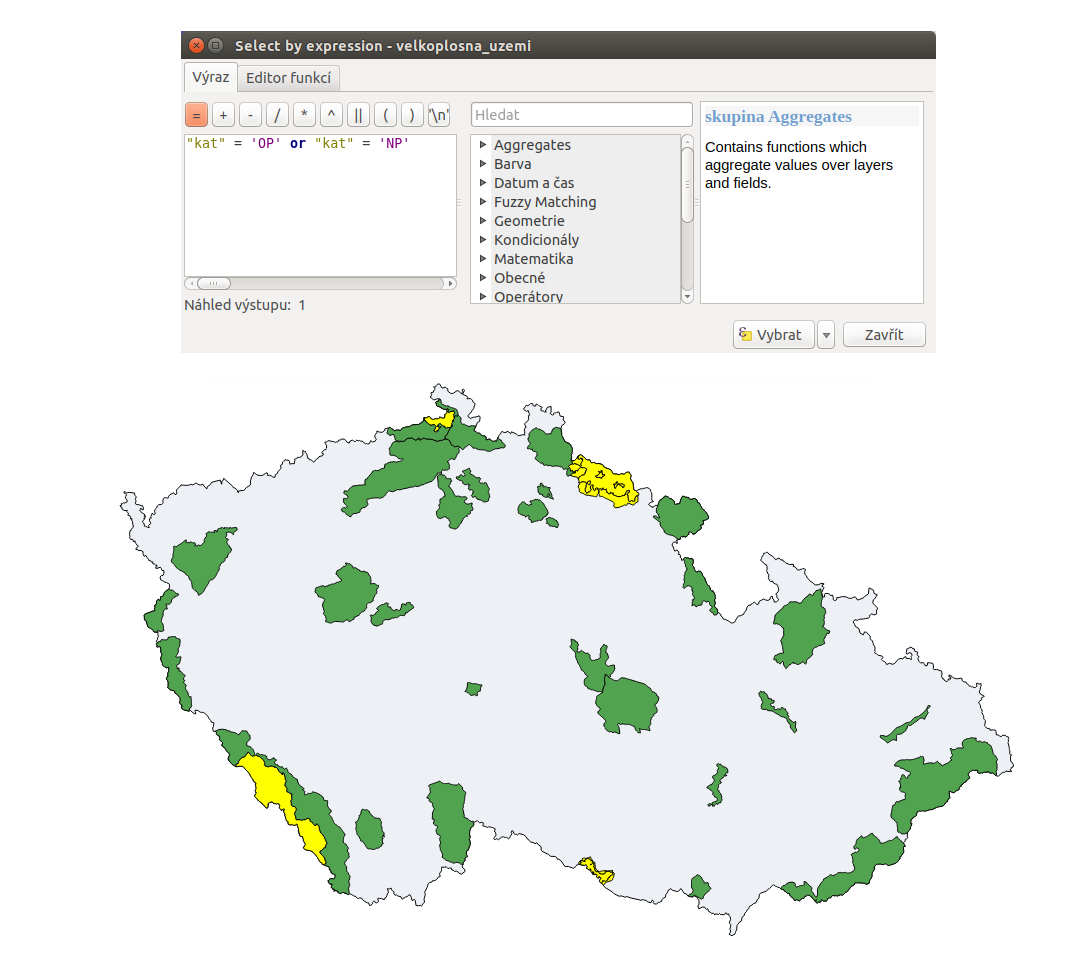 Select by expression - velkoplosna_uzemi
Výraz Editor funkcí
= + - / * ^ || ( ) '\n'
"kat" = 'OP' or "kat" = 'NP'
Náhled výstupu: 1
Hledat
Aggregates
Barva
Datum a čas
Fuzzy Matching
Geometrie
Kondicionály
Matematika
Obecné
Operátory
skupina Aggregates
Contains functions which
aggregate values over layers
and fields.
Vybrat Zavřít